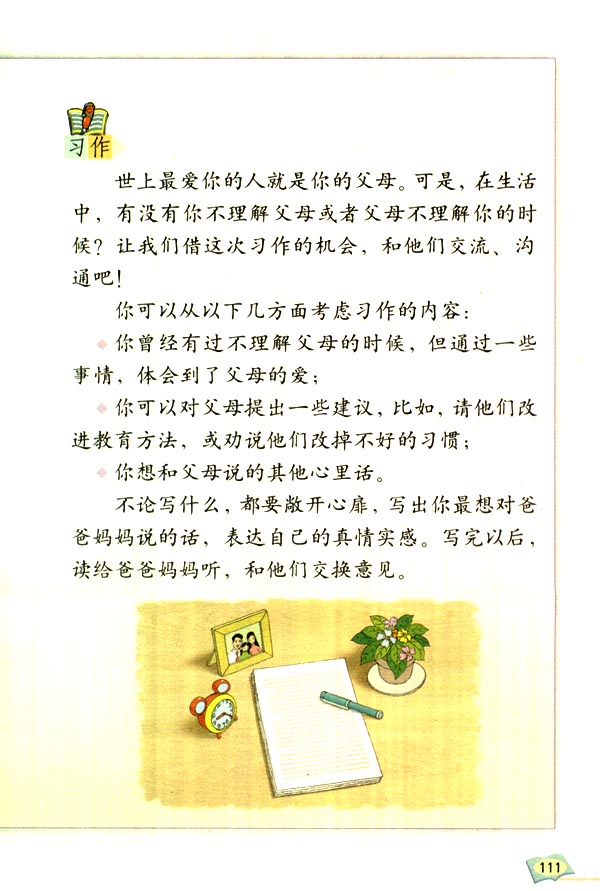 习作
世上最爱你的人就是你的父母。可是，在生活
中，有没有你不理解父母或者父母不理解你的时
候？让我们借这次习作的机会，和他们交流、沟
通吧！
你可以从以下几方面考虑习作的内容：
你曾经有过不理解父母的时候，但通过一些
事情，体会到了父母的爱；
你可以对父母提出一些建议，比如，请他们改
进教育方法，或劝说他们改掉不好的习惯；
你想和父母说的其他心里话。
不论写什么，都要敞开心扉，写出你最想对爸
爸妈妈说的话，表达自己的真情实感。写完以后，
读给爸爸妈妈听，和他们交换意见。
111